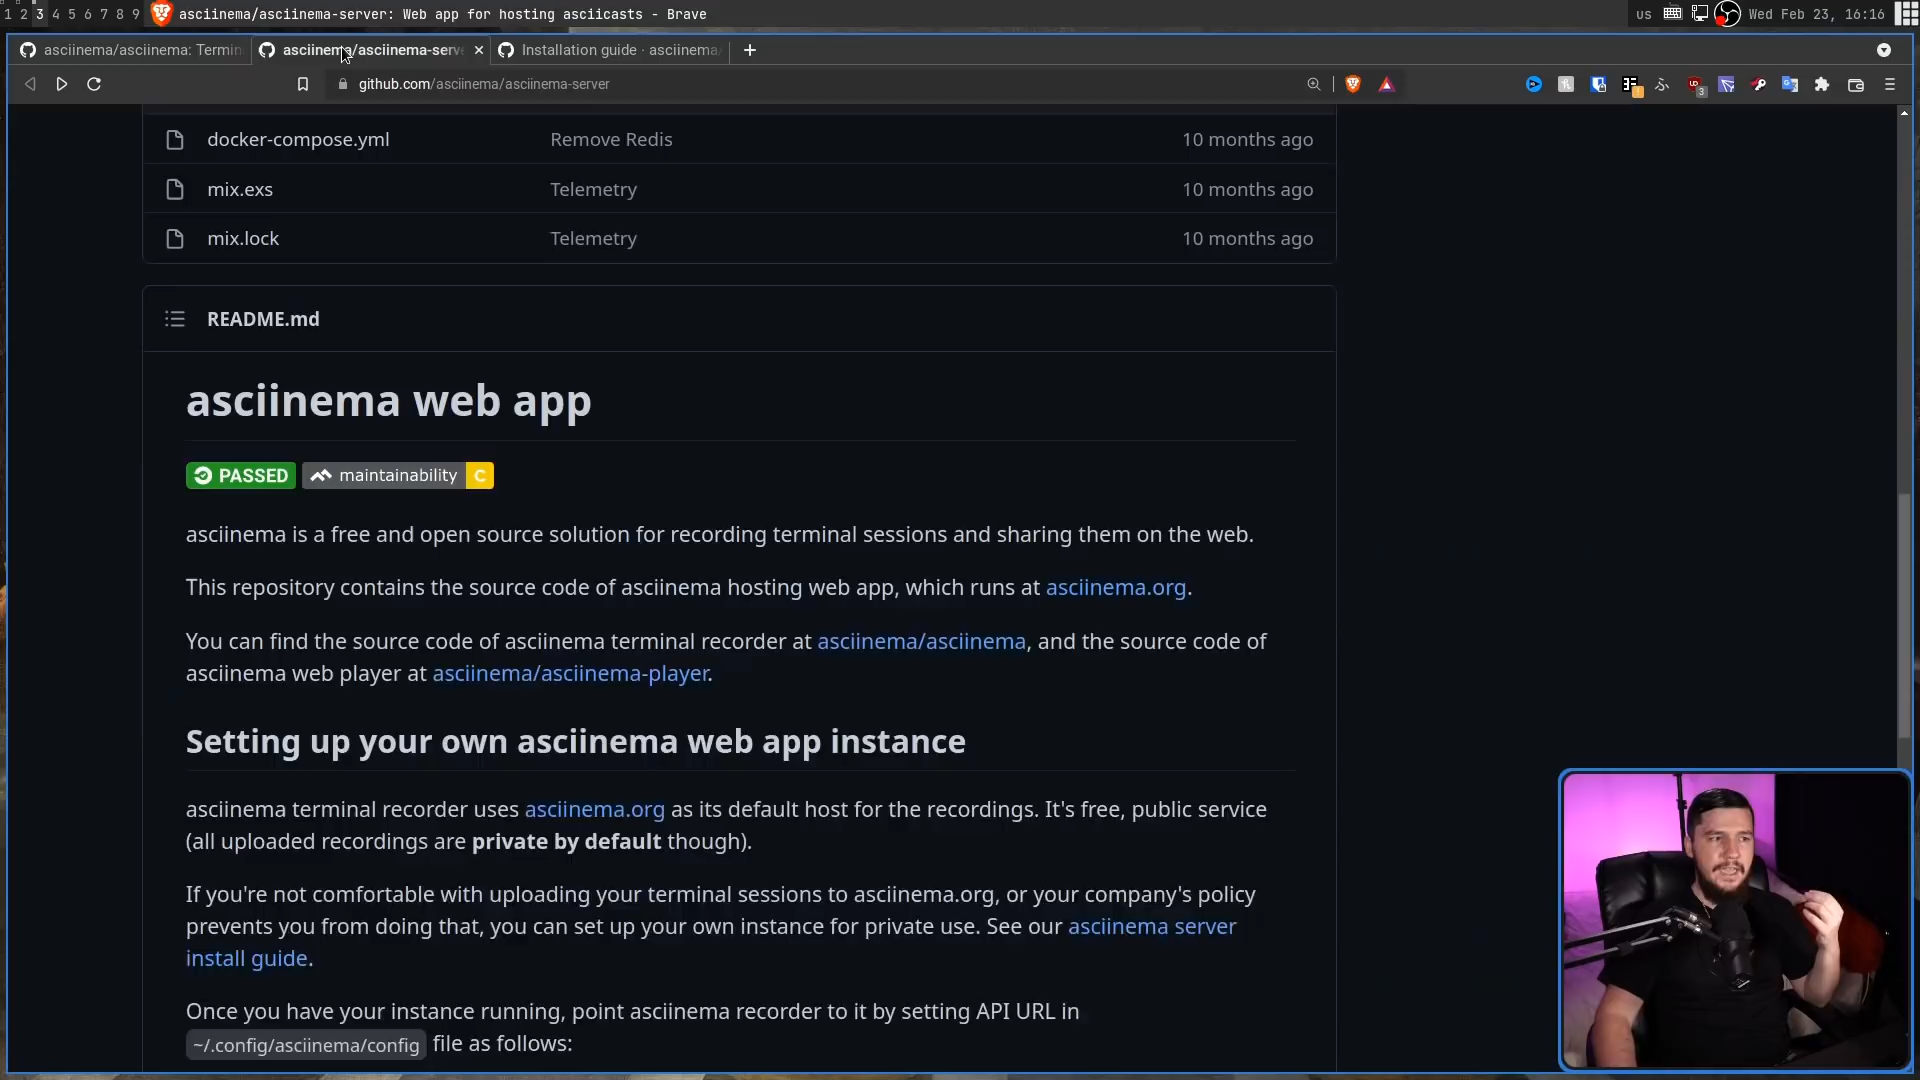 1 2 3 4 5 6 7 8 9 asciinema/asciinema-server: Web app for hosting asciicasts - Brave us Wed Feb 23, 16:16
asciinema/asciinema: Termin asciinema/asciinema-serve Installation guide · asciinema/
github.com/asciinema/asciinema-server 3
docker-compose.yml Remove Redis 10 months ago
mix.exs Telemetry 10 months ago
mix.lock Telemetry 10 months ago
README.md
asciinema web app
PASSED maintainability C
asciinema is a free and open source solution for recording terminal sessions and sharing them on the web.
This repository contains the source code of asciinema hosting web app, which runs at asciinema.org.
You can find the source code of asciinema terminal recorder at asciinema/asciinema, and the source code of
asciinema web player at asciinema/asciinema-player.
Setting up your own asciinema web app instance
asciinema terminal recorder uses asciinema.org as its default host for the recordings. It's free, public service
(all uploaded recordings are private by default though).
If you're not comfortable with uploading your terminal sessions to asciinema.org, or your company's policy
prevents you from doing that, you can set up your own instance for private use. See our asciinema server
install guide.
Once you have your instance running, point asciinema recorder to it by setting API URL in
~/.config/asciinema/config file as follows: